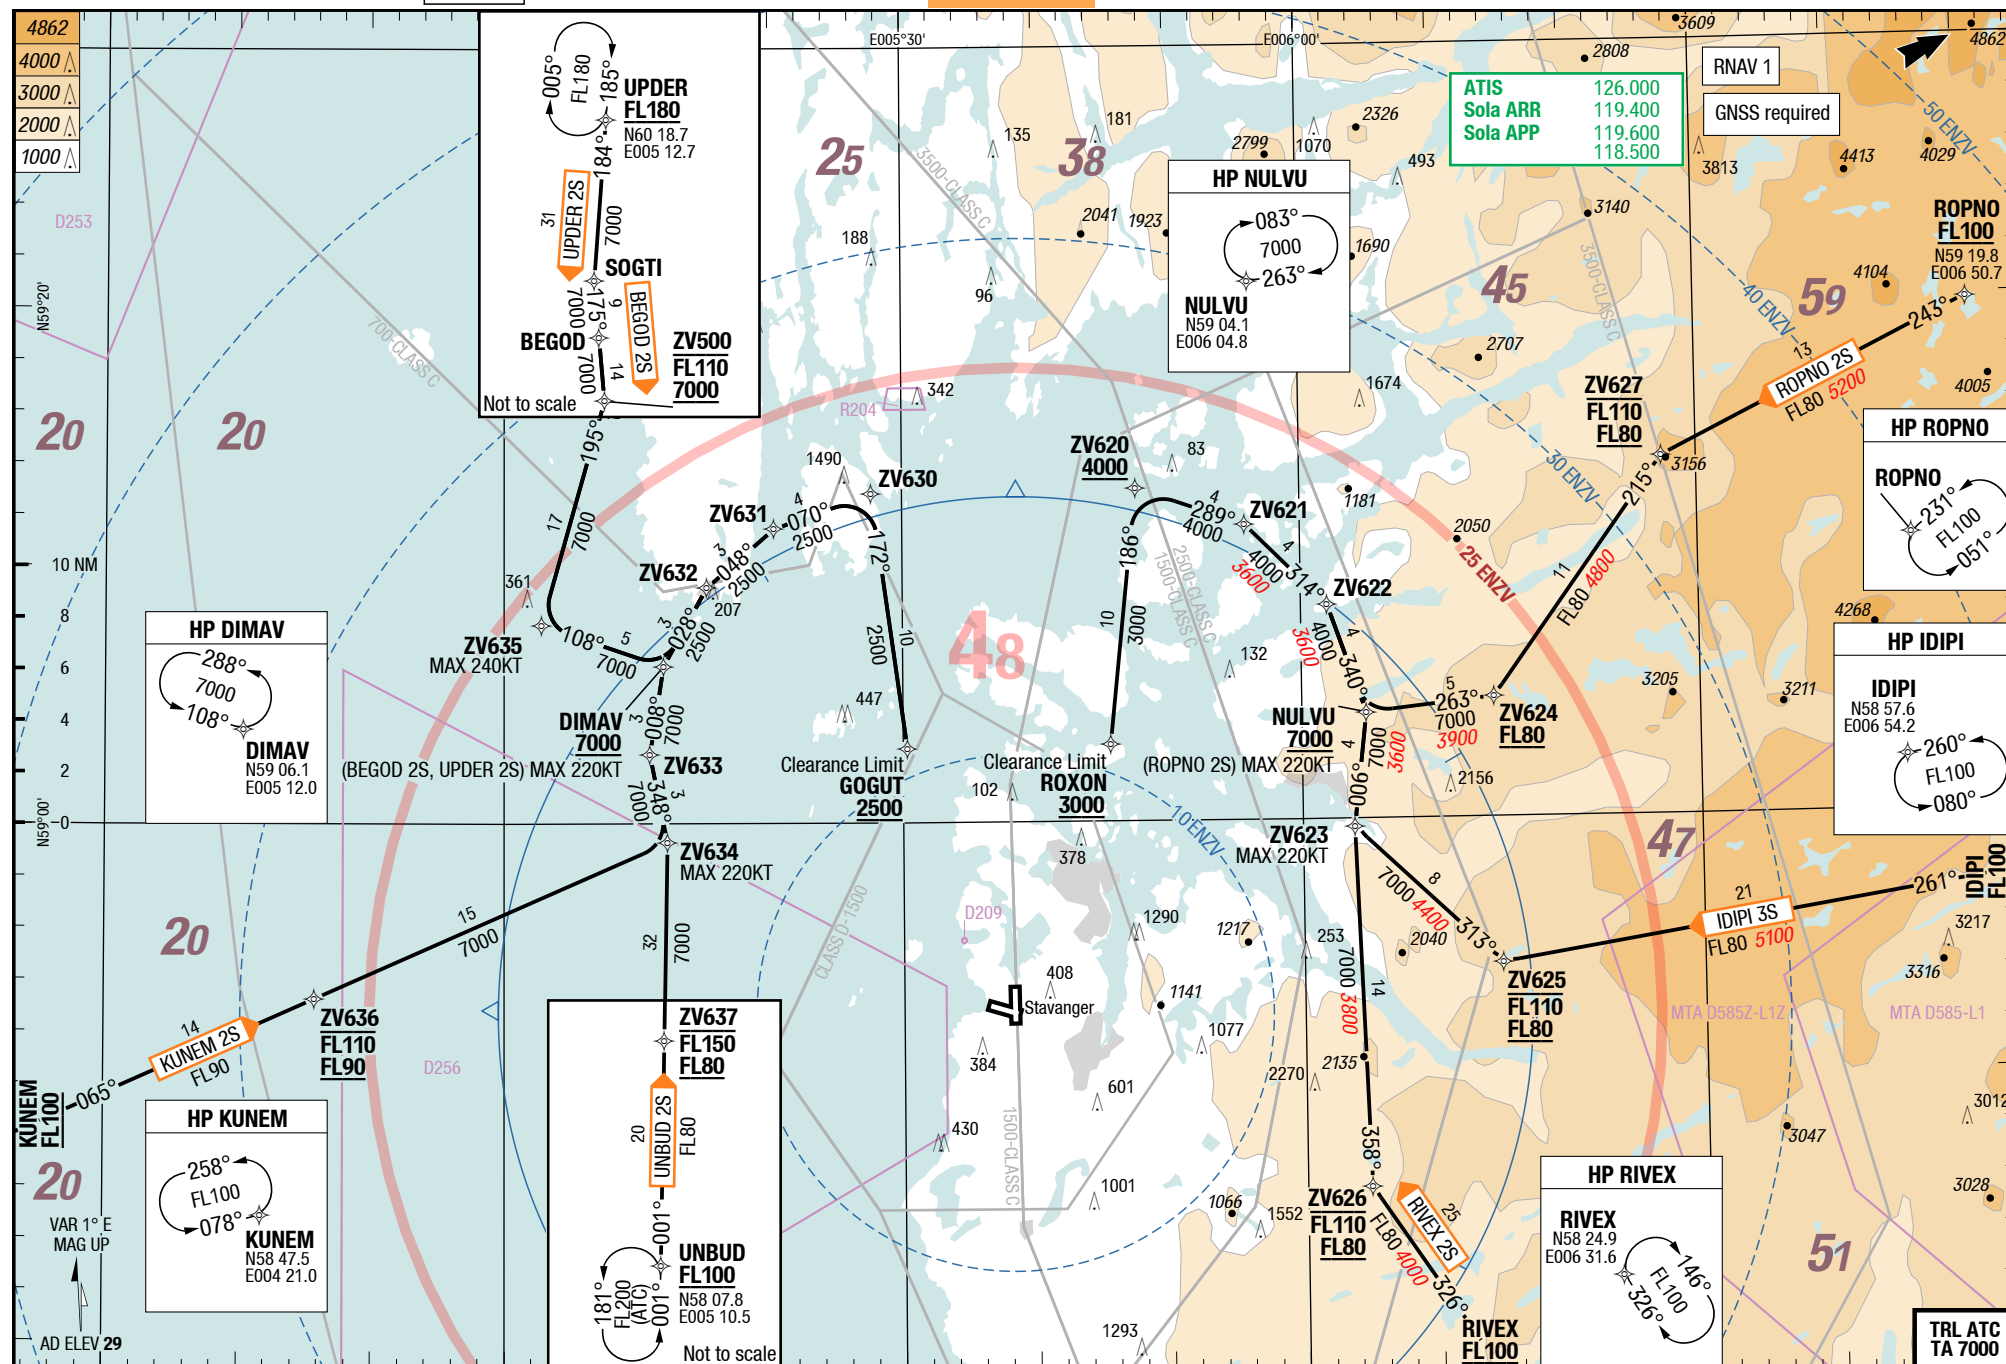 4862
4000
3000
2000
1000
D253
005°
FL180
185°
UPDER
FL180
N60 18.7
E005 12.7
184°
UPDER 2S
31
7000
SOGTI
175°
9
7000
BEGOD 2S
BEGOD
7000
14
ZV500
FL110
7000
Not to scale
E005°30'
E006°00'
25
38
135
181
3500-CLASS C
2799
1070
2326
493
2041
1923
188
96
1690
HP NULVU
083°
7000
263°
NULVU
N59 04.1
E006 04.8
ATIS 126.000
Sola ARR 119.400
Sola APP 119.600
118.500
2808
3609
4862
RNAV 1
GNSS required
50 ENZV
3813
4413
4029
3140
3500-CLASS C
45
59
4104
40 ENZV
ROPNO
FL100
N59 19.8
E006 50.7
243°
13
ROPNO 2S
FL80 5200
4005
2707
1674
ZV627
FL110
FL80
3156
HP ROPNO
ROPNO
231°
FL100
051°
N59°20'
700-CLASS C
20
20
195°
17
7000
R204
342
1490
ZV630
ZV631
4
070°
2500
172°
ZV632
3
048°
2500
207
361
3
028°
2500
ZV635
MAX 240KT
108°
5
7000
10
2500
48
ZV620
4000
83
4
289°
4000
ZV621
1181
186°
10
3000
4
4000
3600
314°
2500-CLASS C
1500-CLASS C
ZV622
4
4000
3600
340°
2050
25 ENZV
30 ENZV
215°
11
FL80 4800
132
10 NM
8
6
4
2
0
N59°00'
HP DIMAV
288°
7000
108°
DIMAV
N59 06.1
E005 12.0
DIMAV
7000
(BEGOD 2S, UPDER 2S) MAX 220KT
3
008°
7000
ZV633
3
348°
7000
447
Clearance Limit
GOGUT
2500
Clearance Limit
ROXON
3000
102
378
NULVU
7000
(ROPNO 2S) MAX 220KT
5
263°
7000
3900
ZV624
FL80
4
7000
3600
006°
2156
3205
3211
4268
HP IDIPI
IDIPI
N58 57.6
E006 54.2
260°
FL100
080°
ZV634
MAX 220KT
10 ENZV
ZV623
MAX 220KT
47
8
7000 4400
313°
21
IDIPI 3S
FL80 5100
261°
IDIPI
FL100
20
15
7000
32
7000
CLASS D-1500
D209
1290
1217
253
2040
7000 3800
14
ZV625
FL110
FL80
3217
3316
408
1141
Stavanger
1077
384
601
2135
2270
MTA D585Z-L1Z
MTA D585-L1
14
KUNEM 2S
FL90
ZV636
FL110
FL90
D256
065°
KUNEM
FL100
HP KUNEM
258°
FL100
078°
KUNEM
N58 47.5
E004 21.0
20
VAR 1° E
MAG UP
AD ELEV 29
ZV637
FL150
FL80
20
UNBUD 2S
FL80
001°
UNBUD
FL100
N58 07.8
E005 10.5
181°
FL200
(ATC)
001°
Not to scale
430
1500-CLASS C
1001
1293
1066
1552
358°
ZV626
FL110
FL80
25
RIVEX 2S
FL80 4000
326°
RIVEX
FL100
HP RIVEX
RIVEX
N58 24.9
E006 31.6
146°
FL100
326°
3012
3047
3028
51
TRL ATC
TA 7000